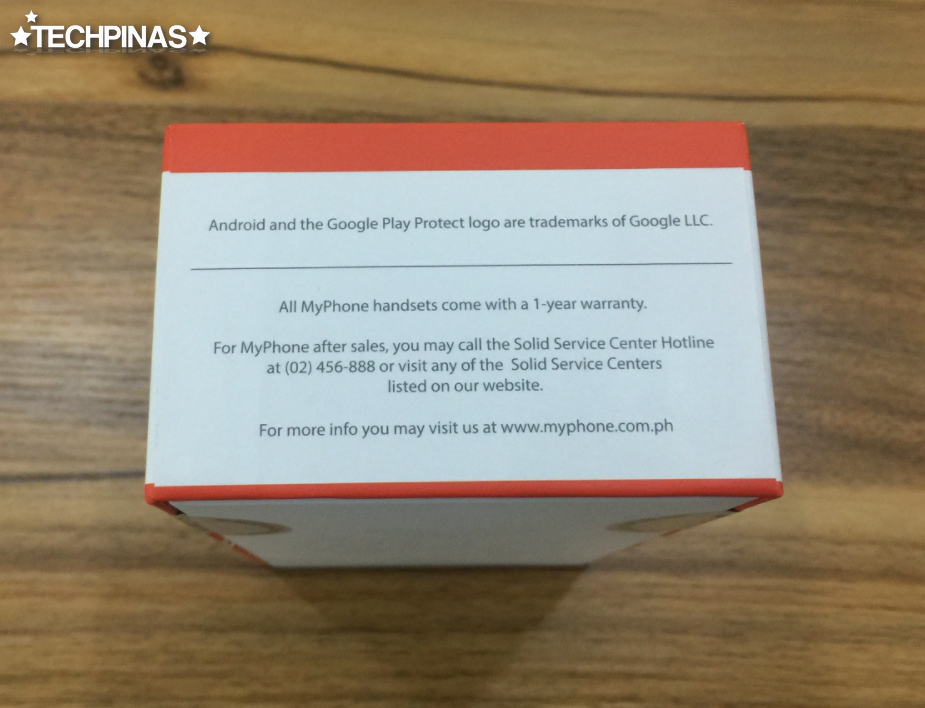 TECHPINAS
Android and the Google Play Protect logo are trademarks of Google LLC.
All MyPhone handsets come with a 1-year warranty.
For MyPhone after sales, you may call the Solid Service Center Hotline
at (02) 456-888 or visit any of the Solid Service Centers
listed on our website.
For more info you may visit us at www.myphone.com.ph